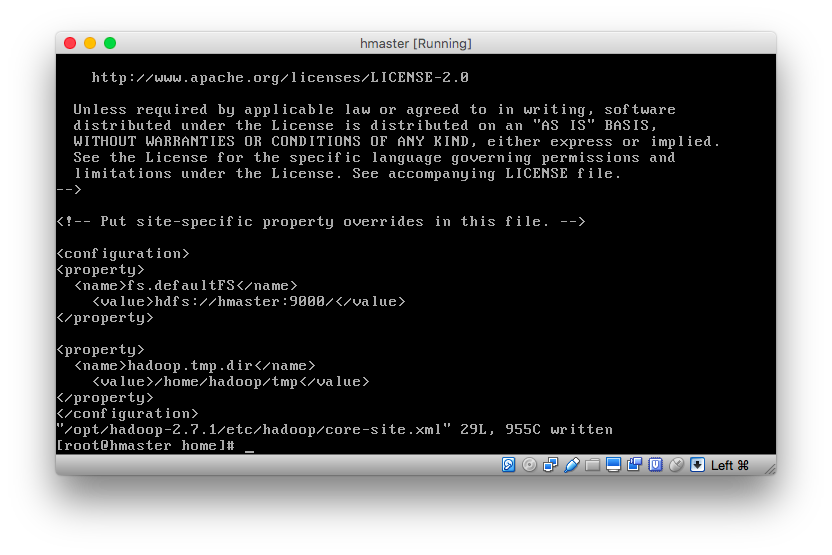 hmaster [Running]
http://www.apache.org/licenses/LICENSE-2.0
Unless required by applicable law or agreed to in writing, software
distributed under the License is distributed on an "AS IS" BASIS,
WITHOUT WARRANTIES OR CONDITIONS OF ANY KIND, either express or implied.
See the License for the specific language governing permissions and
limitations under the License. See accompanying LICENSE file.
-->
<!-- Put site-specific property overrides in this file. -->
<configuration>
<property>
<name>fs.defaultFS</name>
<value>hdfs://hmaster:9000/</value>
</property>
<property>
<name>hadoop.tmp.dir</name>
<value>/home/hadoop/tmp</value>
</property>
</configuration>
"/opt/hadoop-2.7.1/etc/hadoop/core-site.xml" 29L, 955C written
[root@hmaster home]# _
Left ⌘